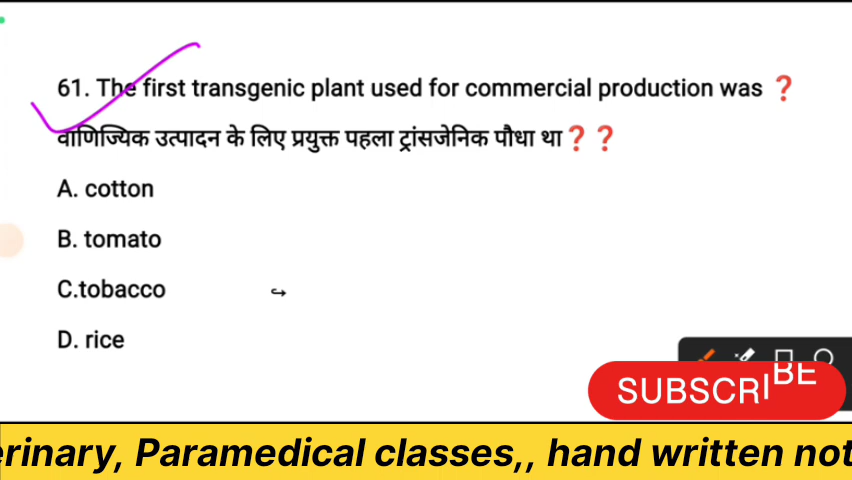 61. The first transgenic plant used for commercial production was ❓
वाणिज्यिक उत्पादन के लिए प्रयुक्त पहला ट्रांसजेनिक पौधा था❓❓
A. cotton
B. tomato
C.tobacco
D. rice
SUBSCRIBE
erinary, Paramedical classes,, hand written not